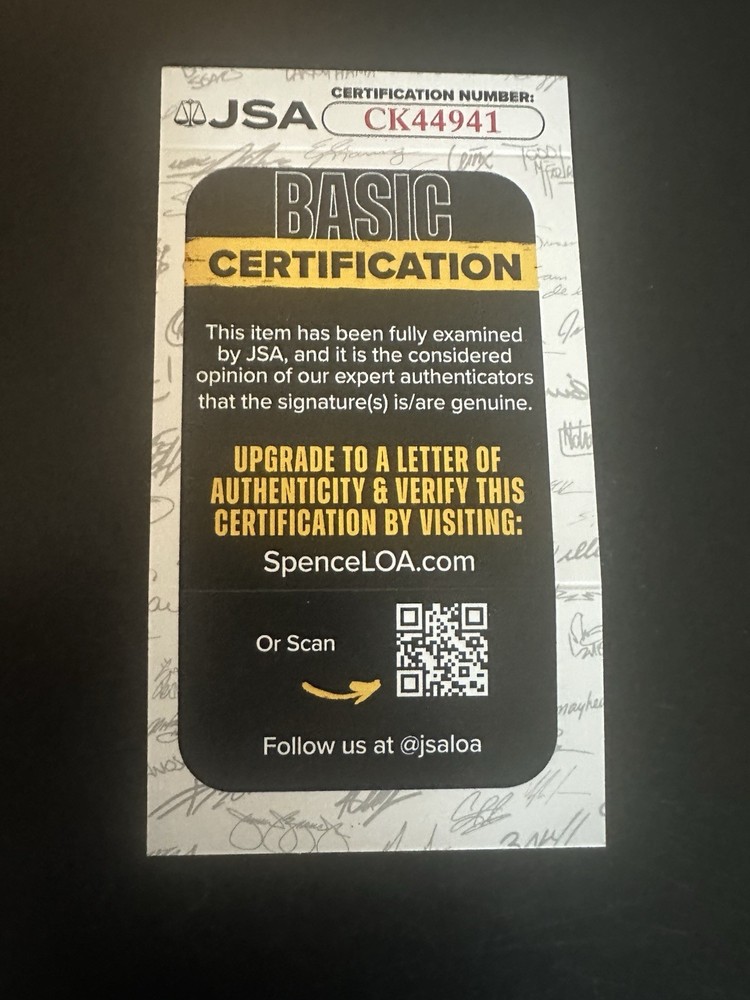 CERTIFICATION NUMBER:
JSA CK44941
BASIC
CERTIFICATION
This item has been fully examined
by JSA, and it is the considered
opinion of our expert authenticators
that the signature(s) is/are genuine.
UPGRADE TO A LETTER OF
AUTHENTICITY & VERIFY THIS
CERTIFICATION BY VISITING:
SpenceLOA.com
Or Scan
Follow us at @jsaloa